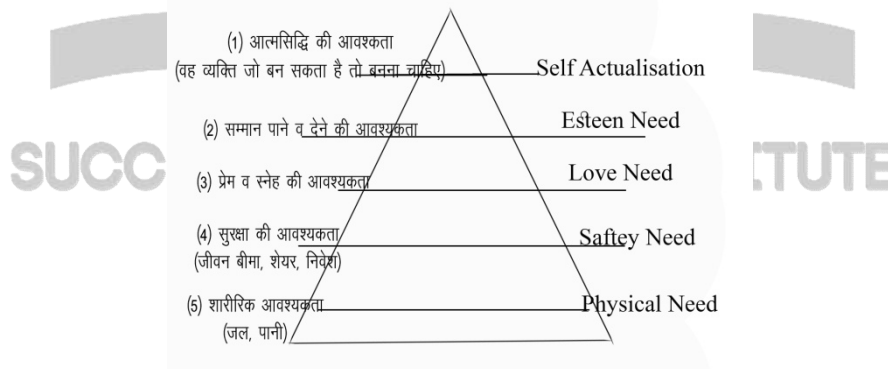 (1) आत्मसिद्धि की आवश्कता
(वह व्यक्ति जो बन सकता है तो बनना चाहिए) Self Actualisation
(2) सम्मान पाने व देने की आवश्यकता Esteen Need
(3) प्रेम व स्नेह की आवश्यकता Love Need
(4) सुरक्षा की आवश्यकता Saftey Need
(जीवन बीमा, शेयर, निवेश)
(5) शारीरिक आवश्यकता Physical Need
(जल, पानी)
SUCC
TUTE